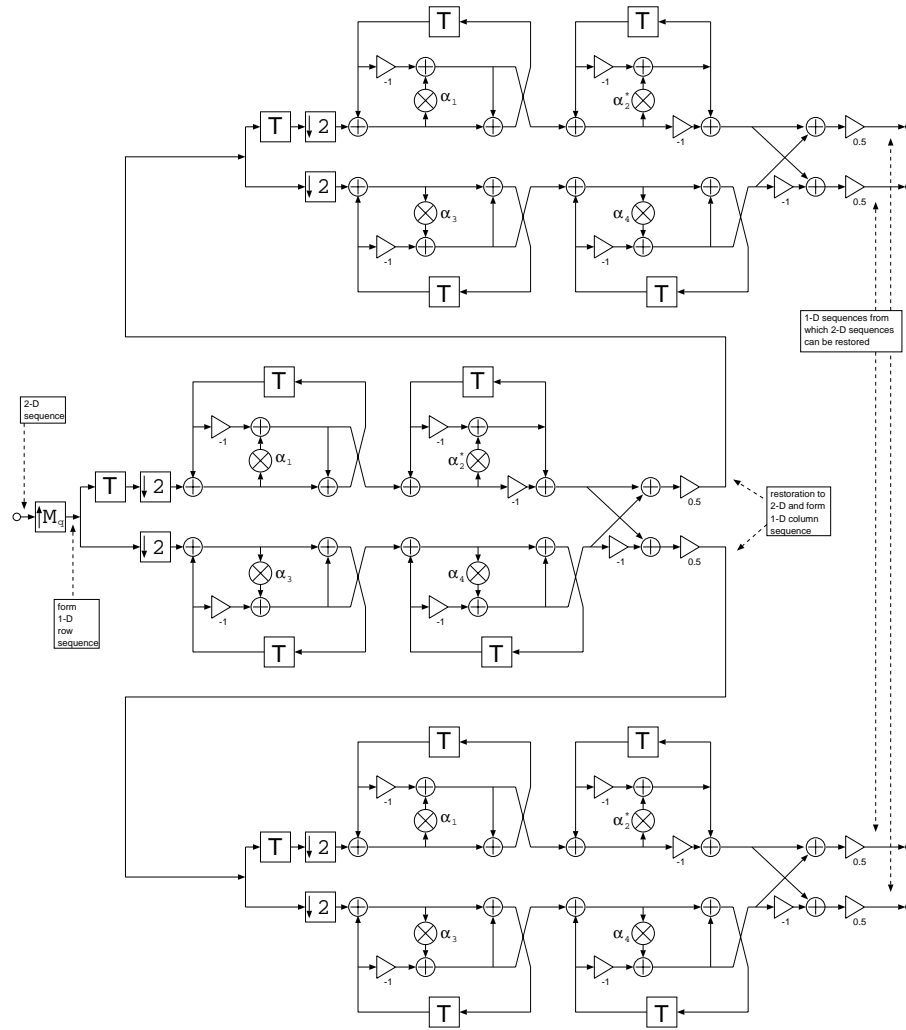 T
T
-1
-1
α1
α2*
T
↓2
-1
0.5
↓2
α3
α4
-1
0.5
-1
-1
T
T
1-D sequences from
which 2-D sequences
can be restored
T
T
2-D
sequence
-1
-1
α1
α2*
T
↓2
-1
0.5
restoration to
2-D and form
1-D column
sequence
↑Mq
↓2
α3
α4
-1
0.5
-1
-1
form
1-D
row
sequence
T
T
T
T
-1
-1
α1
α2*
T
↓2
-1
0.5
↓2
α3
α4
-1
0.5
-1
-1
T
T